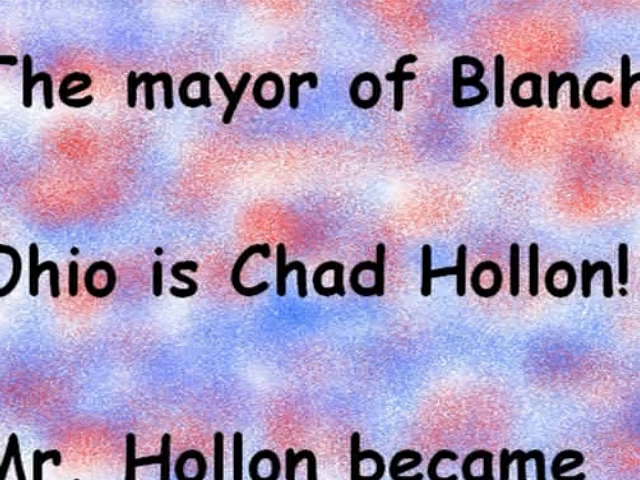 The mayor of Blanch
Ohio is Chad Hollon!
Mr. Hollon became